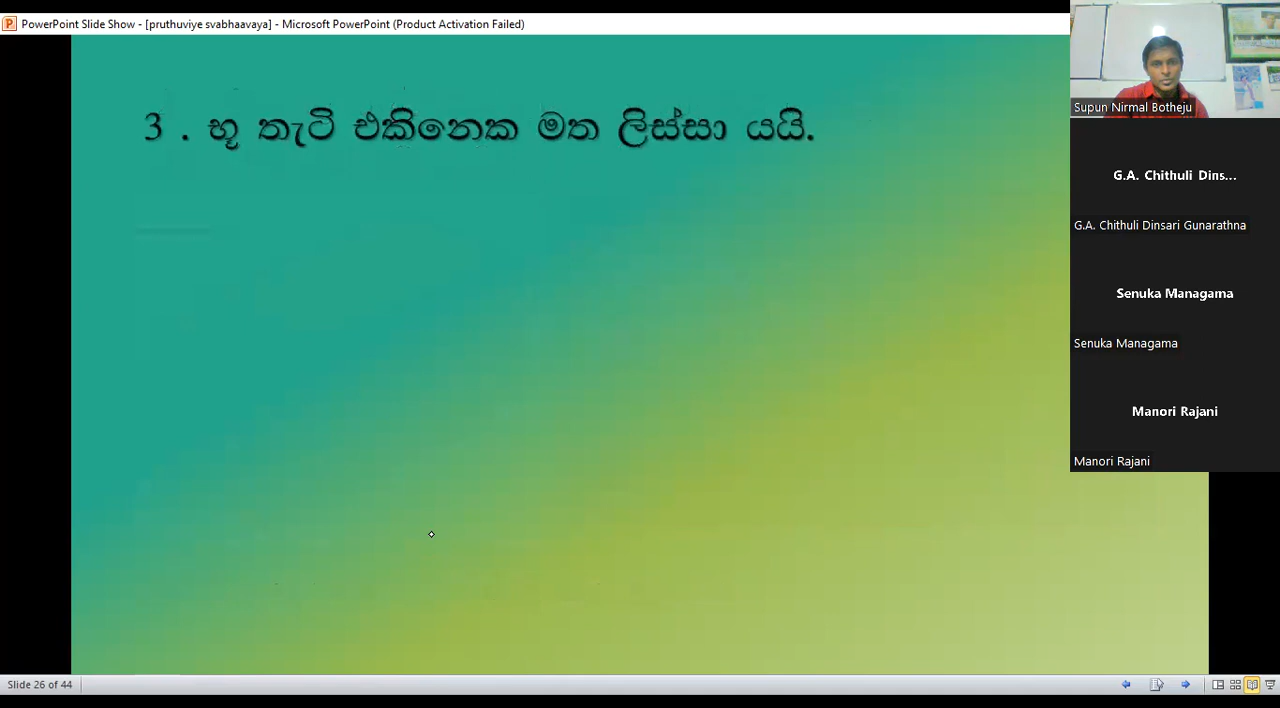 PowerPoint Slide Show - [pruthuviye svabhaavaya] - Microsoft PowerPoint (Product Activation Failed)
3 . භූ තැටි එකිනෙක මත ලිස්සා යයි.
Supun Nirmal Botheju
G.A. Chithuli Dins...
G.A. Chithuli Dinsari Gunarathna
Senuka Managama
Senuka Managama
Manori Rajani
Manori Rajani
Slide 26 of 44